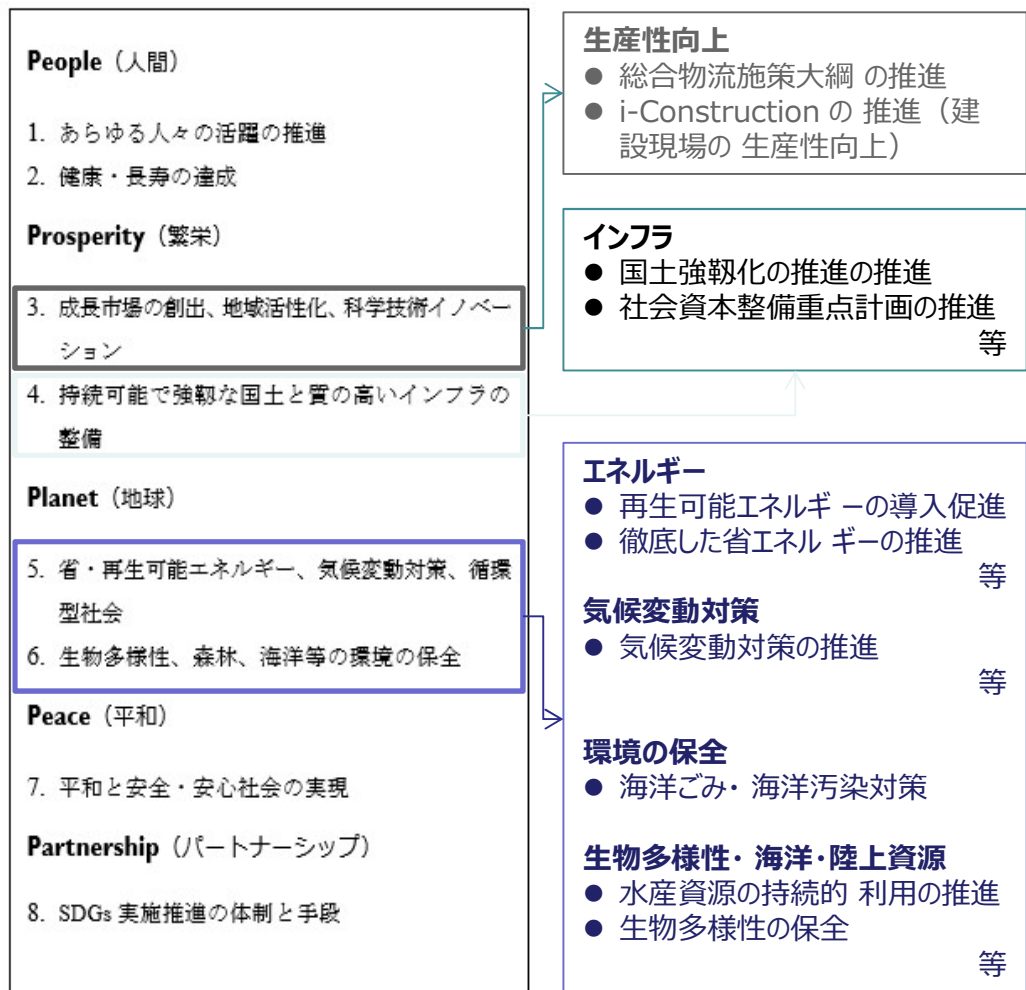 People（人間）
1. あらゆる人々の活躍の推進
2. 健康・長寿の達成
Prosperity（繁栄）
3. 成長市場の創出、地域活性化、科学技術イノベー
ション
4. 持続可能で強靱な国土と質の高いインフラの
整備
Planet（地球）
5. 省・再生可能エネルギー、気候変動対策、循環
型社会
6. 生物多様性、森林、海洋等の環境の保全
Peace（平和）
7. 平和と安全・安心社会の実現
Partnership（パートナーシップ）
8. SDGs 実施推進の体制と手段
生産性向上
● 総合物流施策大綱 の推進
● i-Construction の 推進（建
設現場の 生産性向上）
インフラ
● 国土強靱化の推進の推進
● 社会資本整備重点計画の推進
等
エネルギー
● 再生可能エネルギ ーの導入促進
● 徹底した省エネル ギーの推進
等
気候変動対策
● 気候変動対策の推進
等
環境の保全
● 海洋ごみ・ 海洋汚染対策
生物多様性・ 海洋・陸上資源
● 水産資源の持続的 利用の推進
● 生物多様性の保全
等